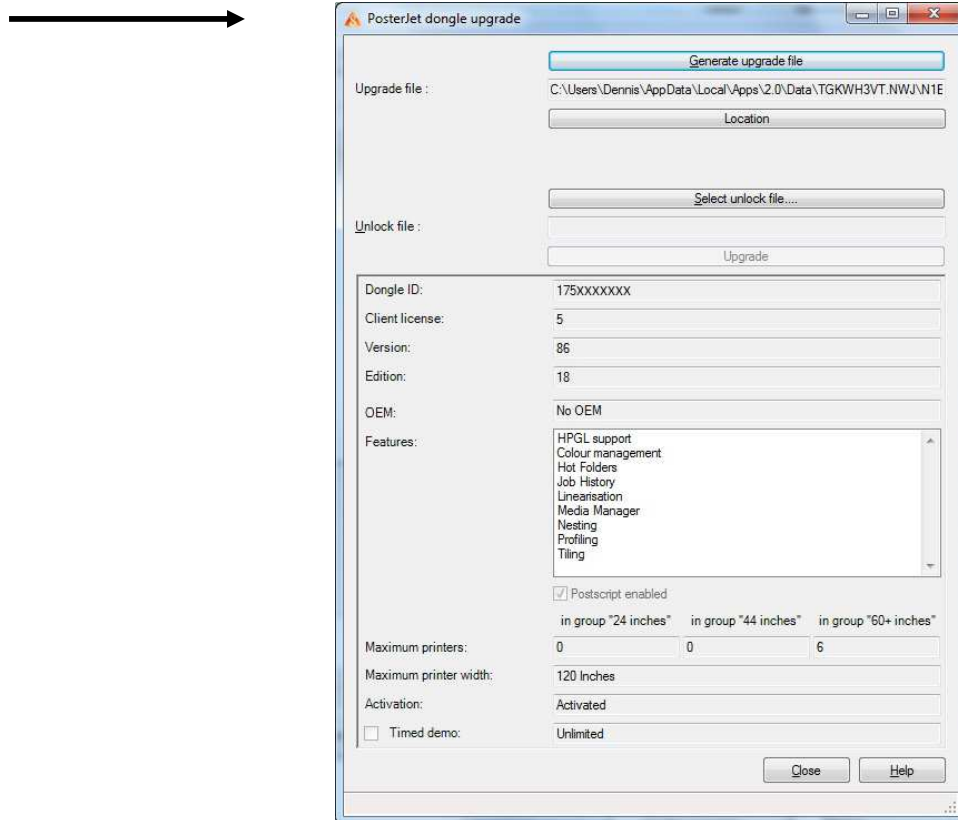 PosterJet dongle upgrade
Generate upgrade file
Upgrade file : C:\Users\Dennis\AppData\Local\Apps\2.0\Data\TGKWH3VT.NWJ\N1E
Location
Select unlock file....
Unlock file :
Upgrade
Dongle ID: 175XXXXXXX
Client license: 5
Version: 86
Edition: 18
OEM: No OEM
Features: HPGL support
Colour management
Hot Folders
Job History
Linearisation
Media Manager
Nesting
Profiling
Tiling
Postscript enabled
in group "24 inches" in group "44 inches" in group "60+ inches"
Maximum printers: 0 0 6
Maximum printer width: 120 Inches
Activation: Activated
Timed demo: Unlimited
Close Help